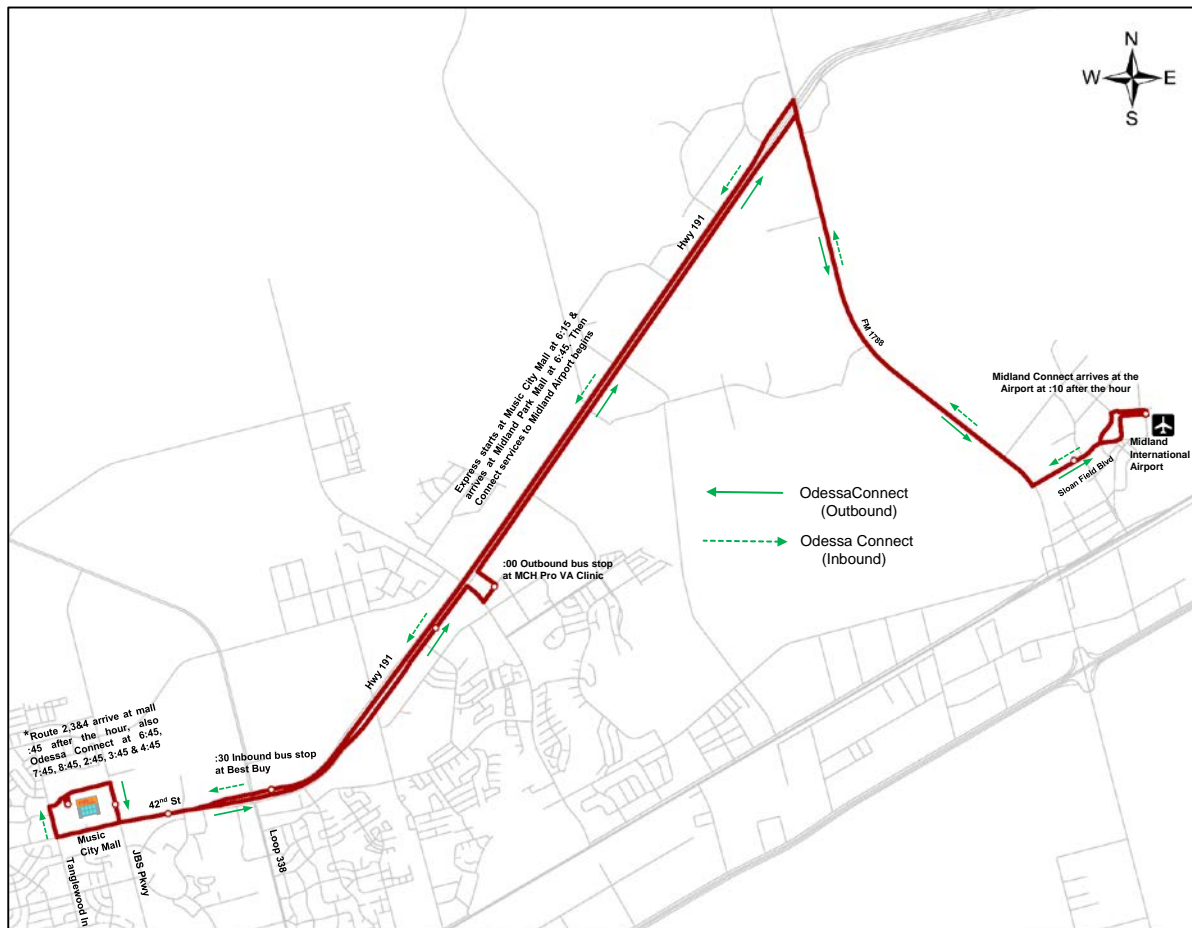 N
W E
S
Hwy 191
Express starts at Music City Mall at 6:15 &
arrives at Midland Park Mall at 6:45. Then
Connect services to Midland Airport begins
FM 1788
Midland Connect arrives at the
Airport at :10 after the hour
Midland
International
Airport
Sloan Field Blvd
OdessaConnect
(Outbound)
Odessa Connect
(Inbound)
:00 Outbound bus stop
at MCH Pro VA Clinic
Hwy 191
*Route 2,3&4 arrive at mall
:45 after the hour, also
Odessa Connect at 6:45,
7:45, 8:45, 2:45, 3:45 & 4:45
:30 Inbound bus stop
at Best Buy
42nd St
Music
City Mall
Tanglewood ln
JBS Pkwy
Loop 338